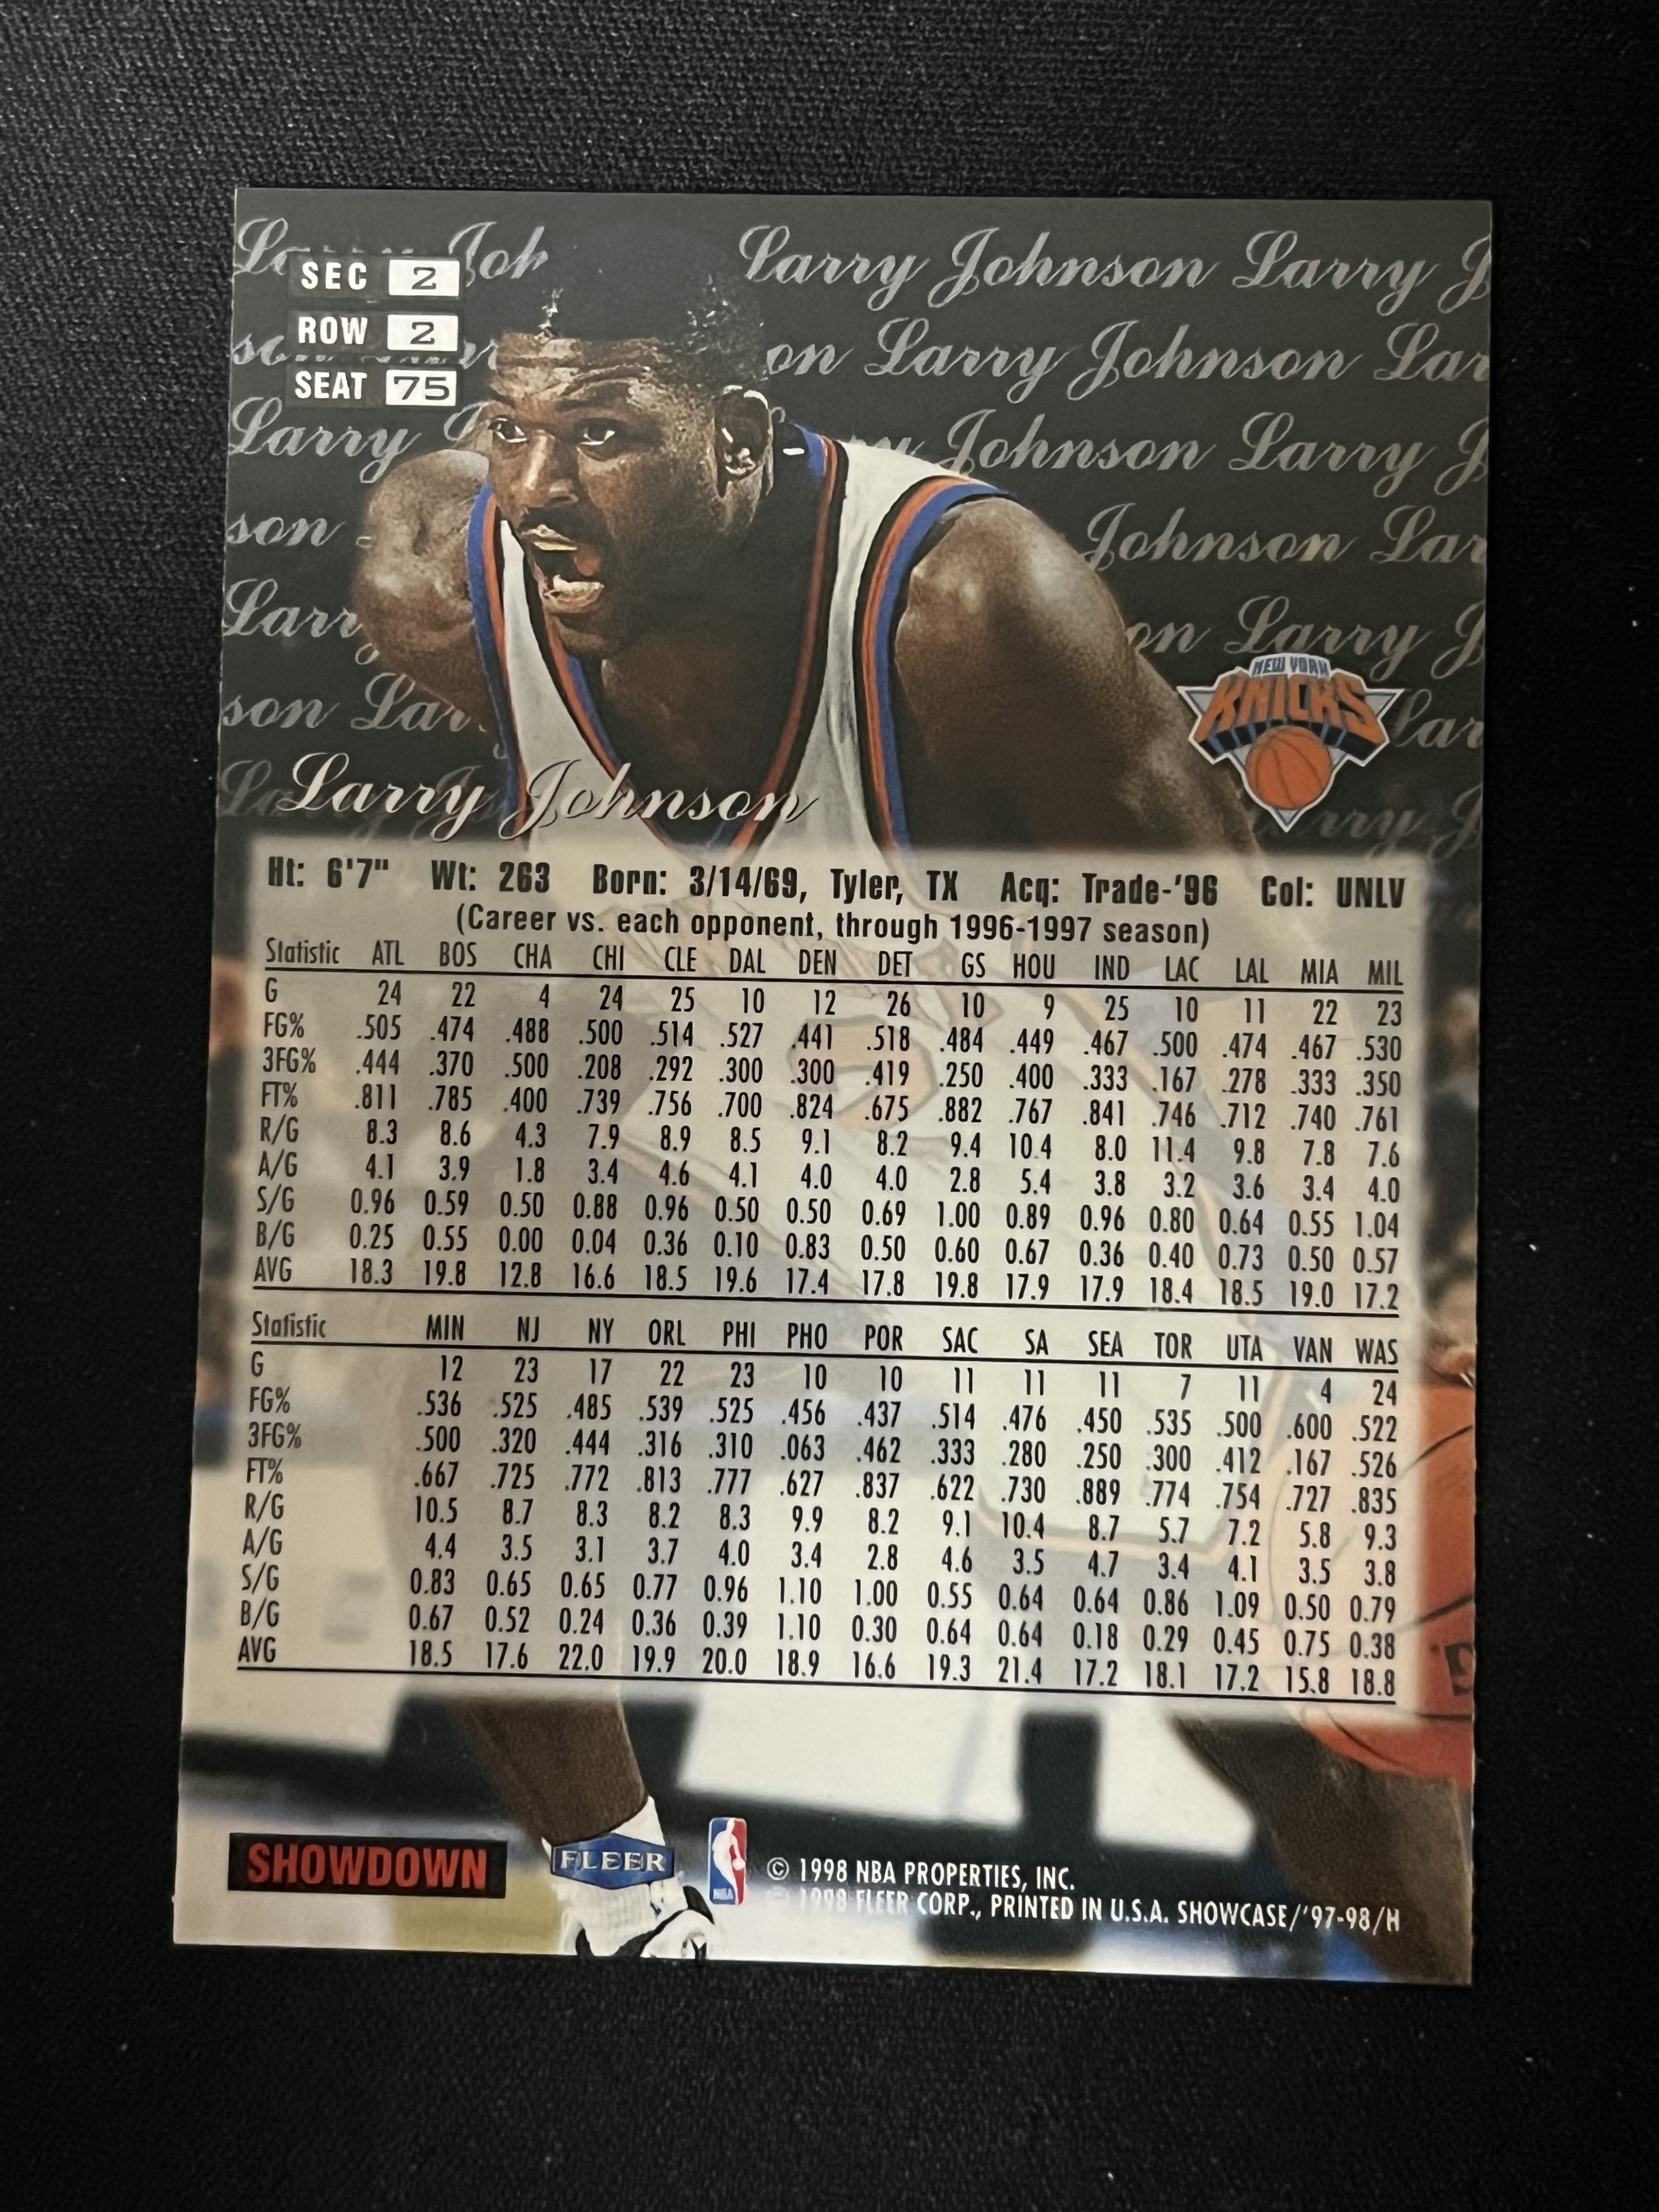 Larry Johnson Larry J
SEC 2
ROW 2
on Larry Johnson Lar
SEAT 75
Larry
Johnson Larry J
son
Johnson Lar
Larry
on Larry J
NEW YORK
KNICKS
son Lar
Lar
Larry Johnson
Ht: 6'7" Wt: 263 Born: 3/14/69, Tyler, TX Acq: Trade-'96 Col: UNLV
(Career vs. each opponent, through 1996-1997 season)
Statistic ATL BOS CHA CHI CLE DAL DEN DET GS HOU IND LAC LAL MIA MIL
G 24 22 4 24 25 10 12 26 10 9 25 10 11 22 23
FG% .505 .474 .488 .500 .514 .527 .441 .518 .484 .449 .467 .500 .474 .467 .530
3FG% .444 .370 .500 .208 .292 .300 .300 .419 .250 .400 .333 .167 .278 .333 .350
FT% .811 .785 .400 .739 .756 .700 .824 .675 .882 .767 .841 .746 .712 .740 .761
R/G 8.3 8.6 4.3 7.9 8.9 8.5 9.1 8.2 9.4 10.4 8.0 11.4 9.8 7.8 7.6
A/G 4.1 3.9 1.8 3.4 4.6 4.1 4.0 4.0 2.8 5.4 3.8 3.2 3.6 3.4 4.0
S/G 0.96 0.59 0.50 0.88 0.96 0.50 0.50 0.69 1.00 0.89 0.96 0.80 0.64 0.55 1.04
B/G 0.25 0.55 0.00 0.04 0.36 0.10 0.83 0.50 0.60 0.67 0.36 0.40 0.73 0.50 0.57
AVG 18.3 19.8 12.8 16.6 18.5 19.6 17.4 17.8 19.8 17.9 17.9 18.4 18.5 19.0 17.2
Statistic MIN NJ NY ORL PHI PHO POR SAC SA SEA TOR UTA VAN WAS
G 12 23 17 22 23 10 10 11 11 11 7 11 4 24
FG% .536 .525 .485 .539 .525 .456 .437 .514 .476 .450 .535 .500 .600 .522
3FG% .500 .320 .444 .316 .310 .063 .462 .333 .280 .250 .300 .412 .167 .526
FT% .667 .725 .772 .813 .777 .627 .837 .622 .730 .889 .774 .754 .727 .835
R/G 10.5 8.7 8.3 8.2 8.3 9.9 8.2 9.1 10.4 8.7 5.7 7.2 5.8 9.3
A/G 4.4 3.5 3.1 3.7 4.0 3.4 2.8 4.6 3.5 4.7 3.4 4.1 3.5 3.8
S/G 0.83 0.65 0.65 0.77 0.96 1.10 1.00 0.55 0.64 0.64 0.86 1.09 0.50 0.79
B/G 0.67 0.52 0.24 0.36 0.39 1.10 0.30 0.64 0.64 0.18 0.29 0.45 0.75 0.38
AVG 18.5 17.6 22.0 19.9 20.0 18.9 16.6 19.3 21.4 17.2 18.1 17.2 15.8 18.8
SHOWDOWN
FLEER
NBA
© 1998 NBA PROPERTIES, INC.
© 1998 FLEER CORP., PRINTED IN U.S.A. SHOWCASE/'97-98/H